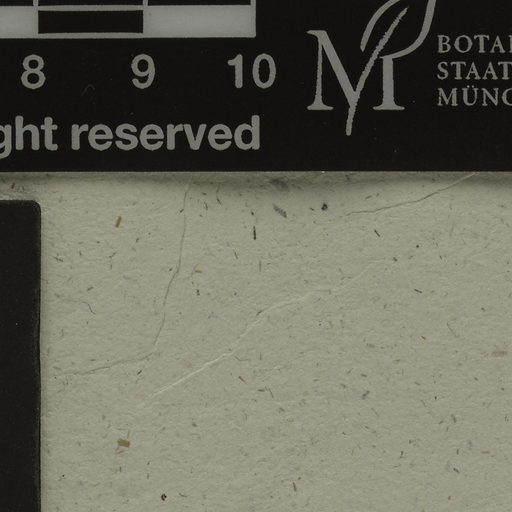 8 9 10
ght reserved
M
BOTA
STAAT
MÜNC